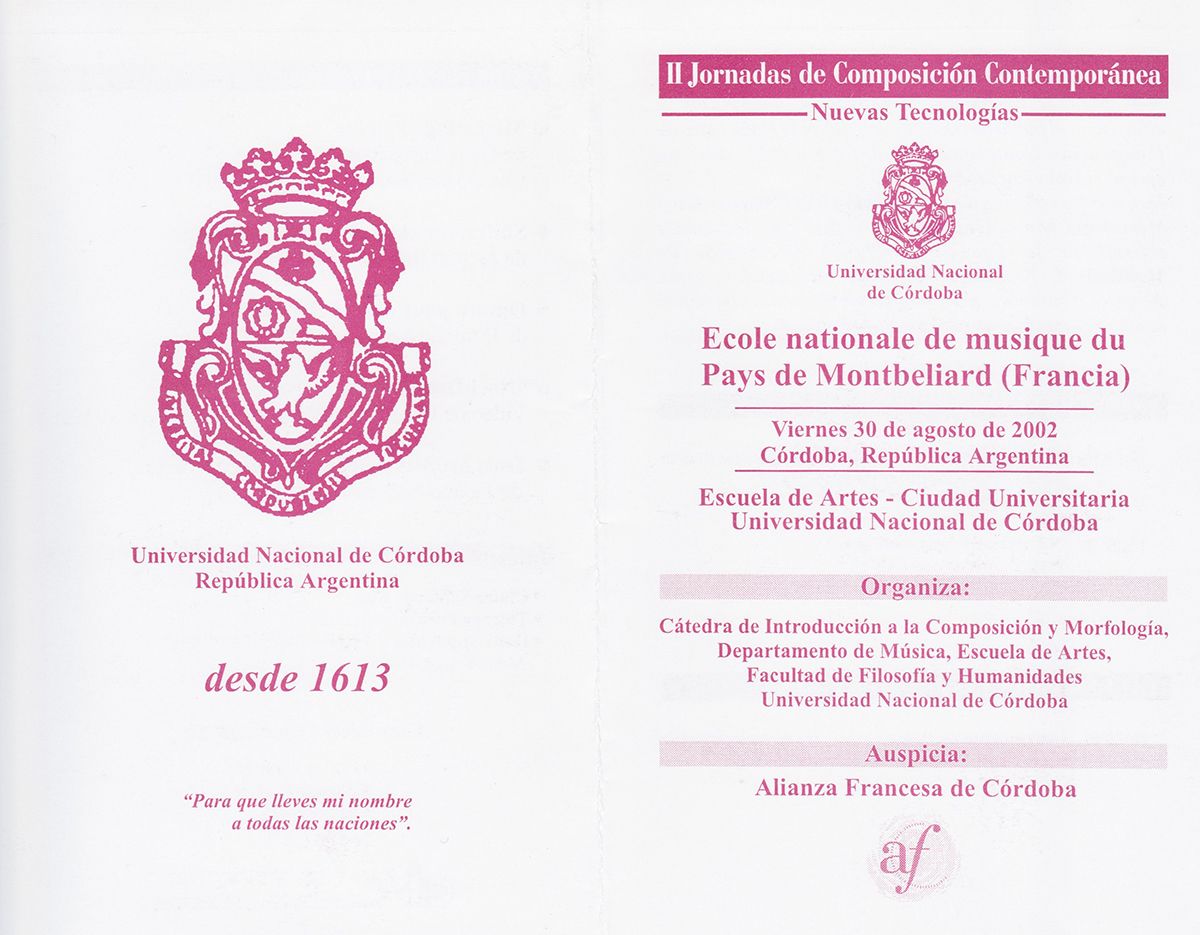 Universidad Nacional de Córdoba
República Argentina
desde 1613
“Para que lleves mi nombre
a todas las naciones”.
II Jornadas de Composición Contemporánea
Nuevas Tecnologías
Universidad Nacional
de Córdoba
Ecole nationale de musique du
Pays de Montbeliard (Francia)
Viernes 30 de agosto de 2002
Córdoba, República Argentina
Escuela de Artes - Ciudad Universitaria
Universidad Nacional de Córdoba
Organiza:
Cátedra de Introducción a la Composición y Morfología,
Departamento de Música, Escuela de Artes,
Facultad de Filosofía y Humanidades
Universidad Nacional de Córdoba
Auspicia:
Alianza Francesa de Córdoba
af